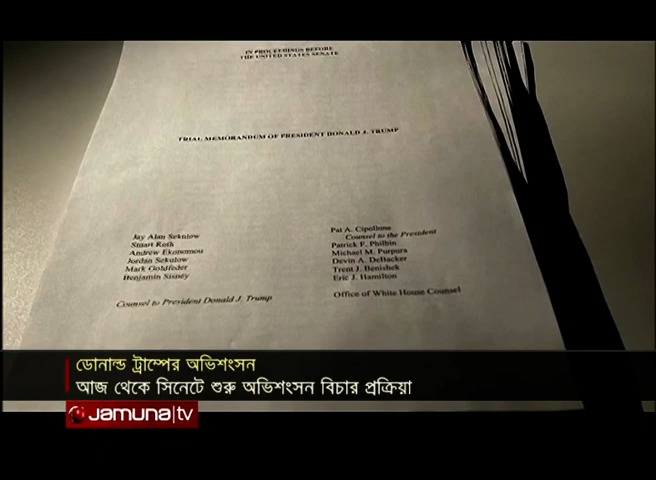 IN PROCEEDINGS BEFORE
THE UNITED STATES SENATE
TRIAL MEMORANDUM OF PRESIDENT DONALD J. TRUMP
Jay Alan Sekulow
Stuart Roth
Andrew Ekonomou
Jordan Sekulow
Mark Goldfeder
Benjamin Sisney
Counsel to President Donald J. Trump
Pat A. Cipollone
Counsel to the President
Patrick F. Philbin
Michael M. Purpura
Devin A. DeBacker
Trent J. Benishek
Eric J. Hamilton
Office of White House Counsel
ডোনাল্ড ট্রাম্পের অভিশংসন
আজ থেকে সিনেটে শুরু অভিশংসন বিচার প্রক্রিয়া
Jamuna|tv